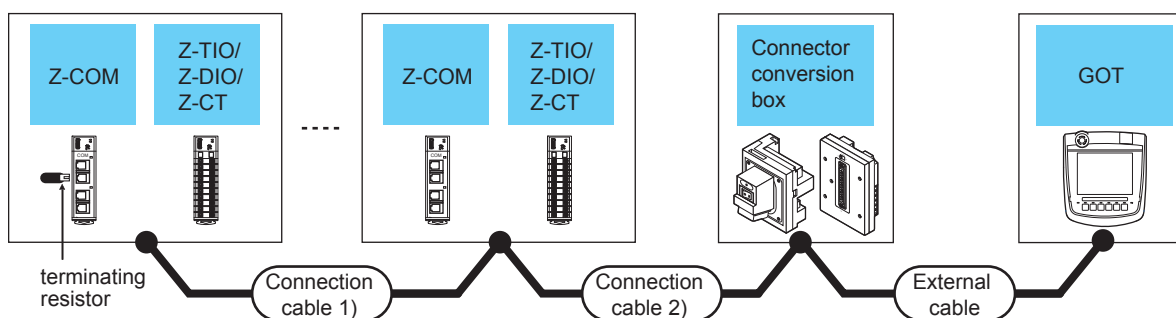 Z-COM
Z-TIO/
Z-DIO/
Z-CT
Z-COM
Z-TIO/
Z-DIO/
Z-CT
Connector
conversion
box
GOT
COM
COM
terminating
resistor
Connection
cable 1)
Connection
cable 2)
External
cable